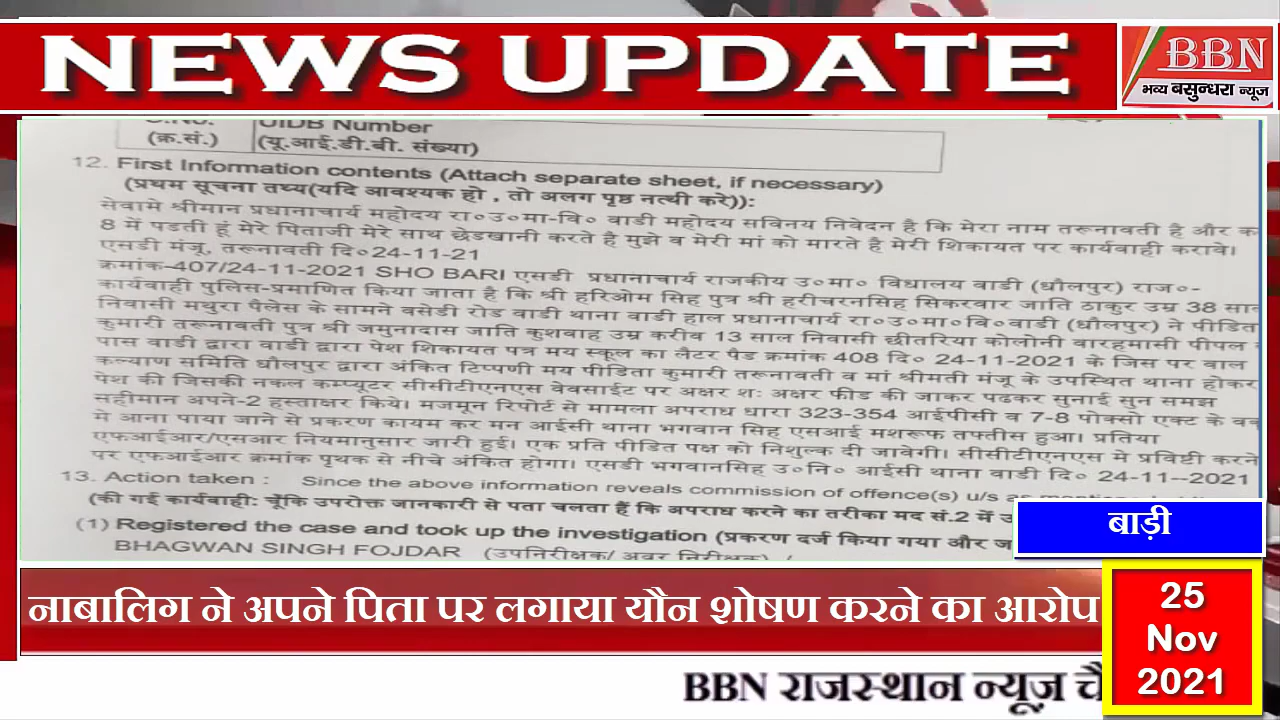 NEWS UPDATE
BBN
भव्य बसुन्धरा न्यूज
UIDB Number
(क्र.सं.) (यू.आई.डी.बी. संख्या)
12. First Information contents (Attach separate sheet, if necessary)
(प्रथम सूचना तथ्य(यदि आवश्यक हो , तो अलग पृष्ठ नत्थी करे)):
सेवामे श्रीमान प्रधानाचार्य महोदय रा०उ०मा-वि० वाडी महोदय सविनय निवेदन है कि मेरा नाम तरूनावती है और
8 में पडती हूं मेरे पिताजी मेरे साथ छेडखानी करते है मुझे व मेरी मां को मारते है मेरी शिकायत पर कार्यवाही करावे।
एसडी मंजु, तरूनावती दि०24-11-21
क्रमांक-407/24-11-2021 SHO BARI एसडी प्रधानाचार्य राजकीय उ०मा० विधालय वाडी (धौलपुर) राज०-
कार्यवाही पुलिस-प्रमाणित किया जाता है कि श्री हरिओम सिह पुत्र श्री हरीचरनसिह सिकरवार जाति ठाकुर उम्र 38
निवासी मथुरा पैलेस के सामने वसेडी रोड वाडी थाना वाडी हाल प्रधानाचार्य रा०उ०मा०वि०वाडी (धौलपुर) ने पीडित
कुमारी तरूनावती पुत्र श्री जमुनादास जाति कुशवाह उम्र करीव 13 साल निवासी छीतरिया कोलोनी वारहमासी पीपल
पास वाडी द्वारा वाडी द्वारा पेश शिकायत पत्र मय स्कूल का लैटर पैड क्रमांक 408 दि० 24-11-2021 के जिस पर वाल
कल्याण समिति धौलपुर द्वारा अंकित टिप्पणी मय पीडिता कुमारी तरूनावती व मां श्रीमती मंजू के उपस्थित थाना होकर
पेश की जिसकी नकल कम्प्यूटर सीसीटीएनएस वेवसाईट पर अक्षर शः अक्षर फीड की जाकर पढकर सुनाई सुन समझ
सहीमान अपने-2 हस्ताक्षर किये। मजमून रिपोर्ट से मामला अपराध धारा 323-354 आईपीसी व 7-8 पोक्सो एक्ट के
मे आना पाया जाने से प्रकरण कायम कर मन आईसी थाना भगवान सिह एसआई मशरूफ तफ्तीस हुआ। प्रतिया
एफआईआर/एसआर नियमानुसार जारी हुई। एक प्रति पीडित पक्ष को निशुल्क दी जावेगी। सीसीटीएनएस मे प्रविष्टी करने
पर एफआईआर क्रमांक पृथक से नीचे अंकित होगा। एसडी भगवानसिह उ०नि० आईसी थाना वाडी दि० 24-11--2021
13. Action taken : Since the above information reveals commission of offence(s) u/s as
(की गई कार्यवाही: चूँकि उपरोक्त जानकारी से पता चलता हैं कि अपराध करने का तरीका मद सं.2 में
(1) Registered the case and took up the investigation (प्रकरण दर्ज किया गया और
BHAGWAN SINGH FOJDAR (उपनिरीक्षक/ अवर निरीक्षक)
बाड़ी
नाबालिग ने अपने पिता पर लगाया यौन शोषण करने का आरोप
25
Nov
2021
BBN राजस्थान न्यूज़